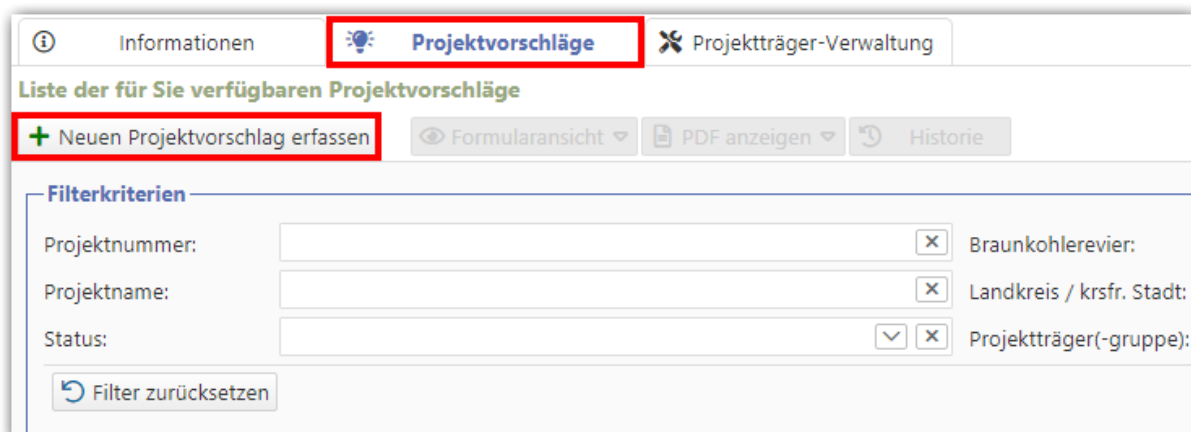 Informationen Projektvorschläge Projektträger-Verwaltung
Liste der für Sie verfügbaren Projektvorschläge
Neuen Projektvorschlag erfassen Formularansicht PDF anzeigen Historie
Filterkriterien
Projektnummer: Braunkohlerevier:
Projektname: Landkreis / krsfr. Stadt:
Status: Projektträger(-gruppe):
Filter zurücksetzen